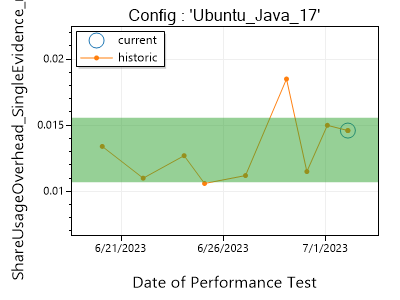 Config : 'Ubuntu_Java_17'
current
historic
0.02
0.015
0.01
ShareUsageOverhead_SingleEvidence_
6/21/2023
6/26/2023
7/1/2023
Date of Performance Test